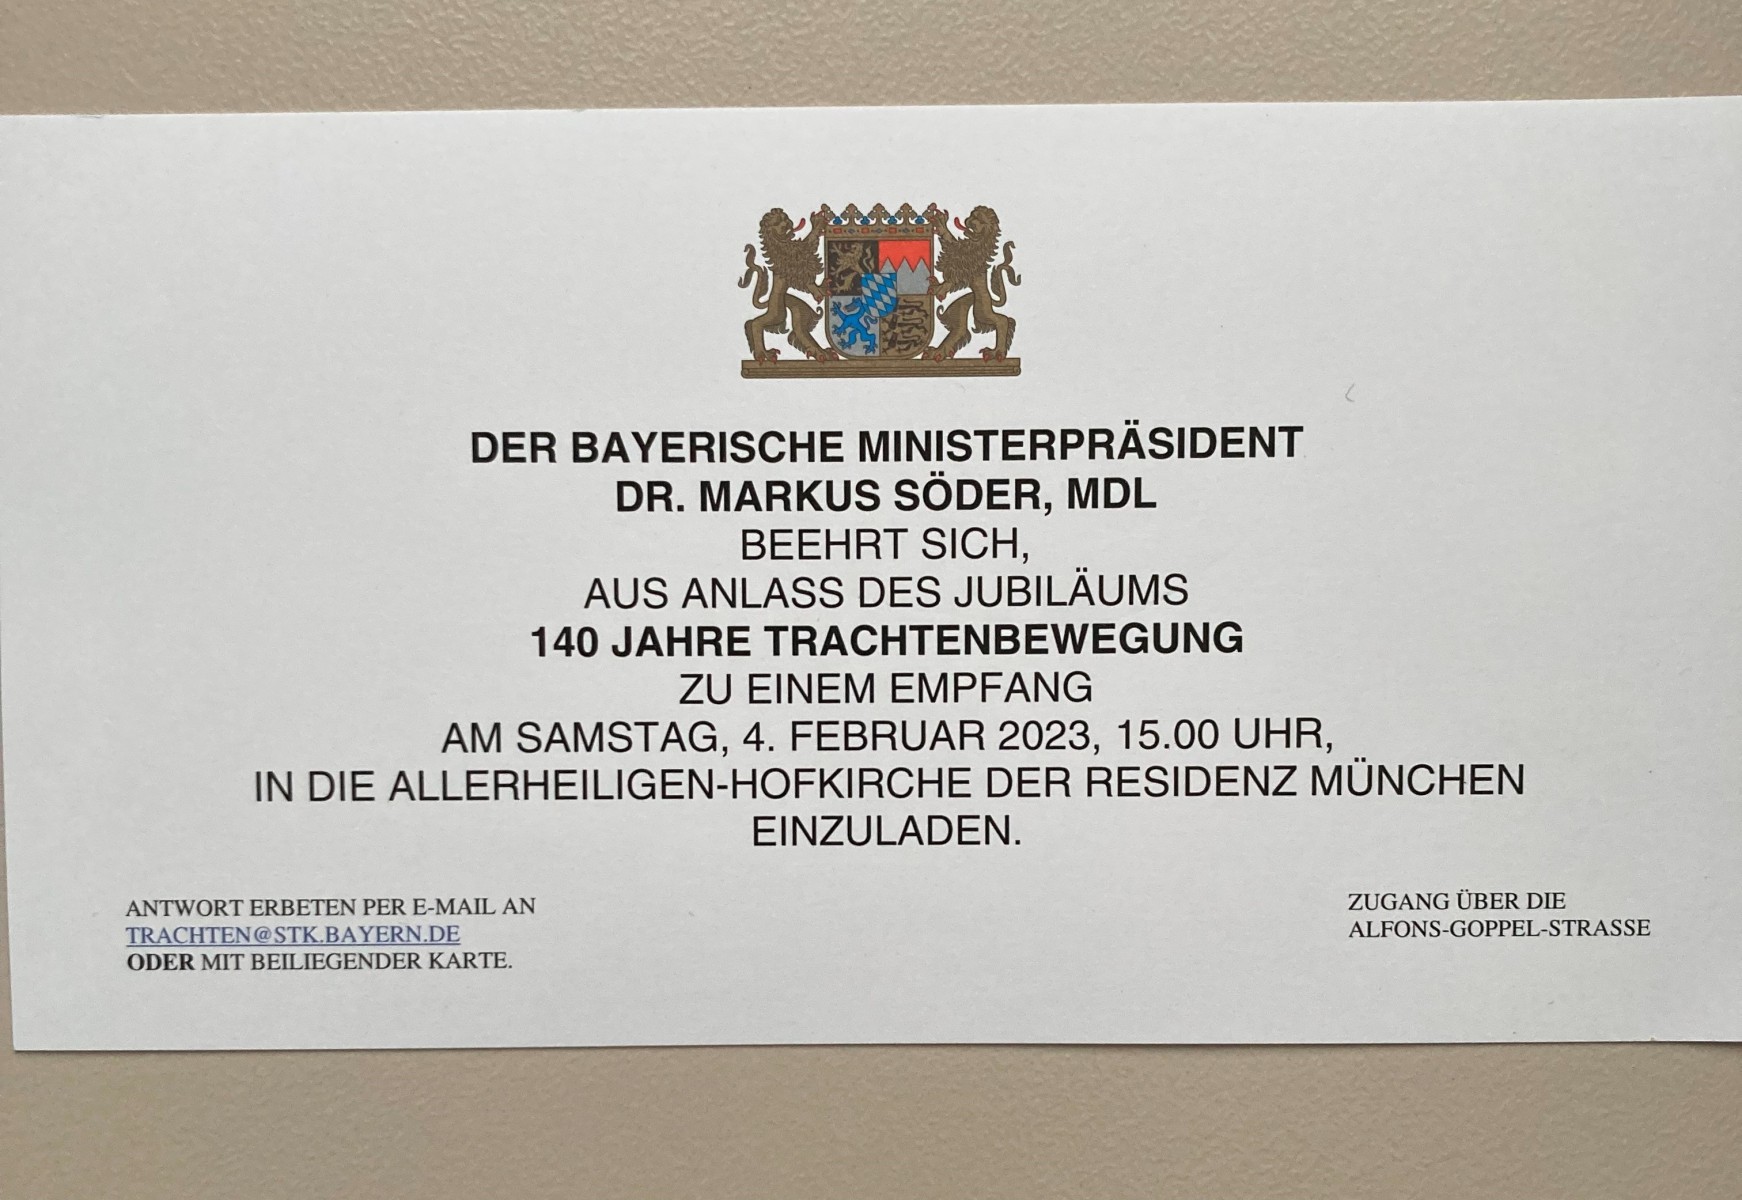 DER BAYERISCHE MINISTERPRÄSIDENT
DR. MARKUS SÖDER, MDL
BEEHRT SICH,
AUS ANLASS DES JUBILÄUMS
140 JAHRE TRACHTENBEWEGUNG
ZU EINEM EMPFANG
AM SAMSTAG, 4. FEBRUAR 2023, 15.00 UHR,
IN DIE ALLERHEILIGEN-HOFKIRCHE DER RESIDENZ MÜNCHEN
EINZULADEN.
ANTWORT ERBETEN PER E-MAIL AN
TRACHTEN@STK.BAYERN.DE
ODER MIT BEILIEGENDER KARTE.
ZUGANG ÜBER DIE
ALFONS-GOPPEL-STRASSE